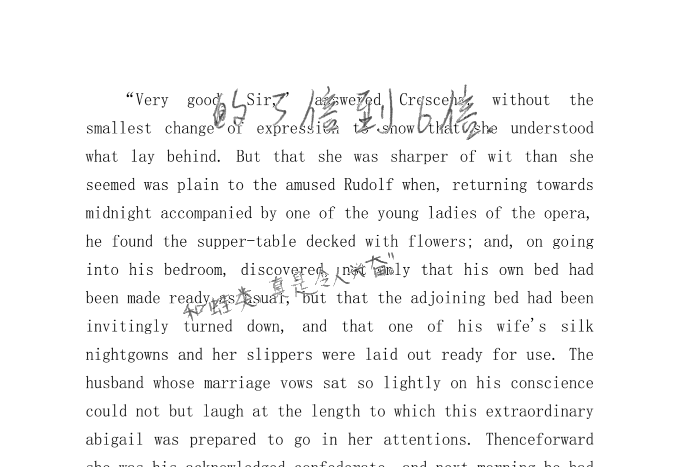 “Very good, Sir,” answered Crescenz, without the
的3倍到6倍.
smallest change of expression to show that she understood
what lay behind. But that she was sharper of wit than she
seemed was plain to the amused Rudolf when, returning towards
midnight accompanied by one of the young ladies of the opera,
he found the supper-table decked with flowers; and, on going
into his bedroom, discovered not only that his own bed had
和蛙类 真是令人兴奋"
been made ready as usual, but that the adjoining bed had been
invitingly turned down, and that one of his wife's silk
nightgowns and her slippers were laid out ready for use. The
husband whose marriage vows sat so lightly on his conscience
could not but laugh at the length to which this extraordinary
abigail was prepared to go in her attentions. Thenceforward
she was his acknowledged confederate, and next morning he had